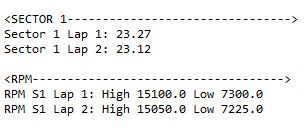 <SECTOR 1-------------------------------->
Sector 1 Lap 1: 23.27
Sector 1 Lap 2: 23.12
<RPM------------------------------------->
RPM S1 Lap 1: High 15100.0 Low 7300.0
RPM S1 Lap 2: High 15050.0 Low 7225.0